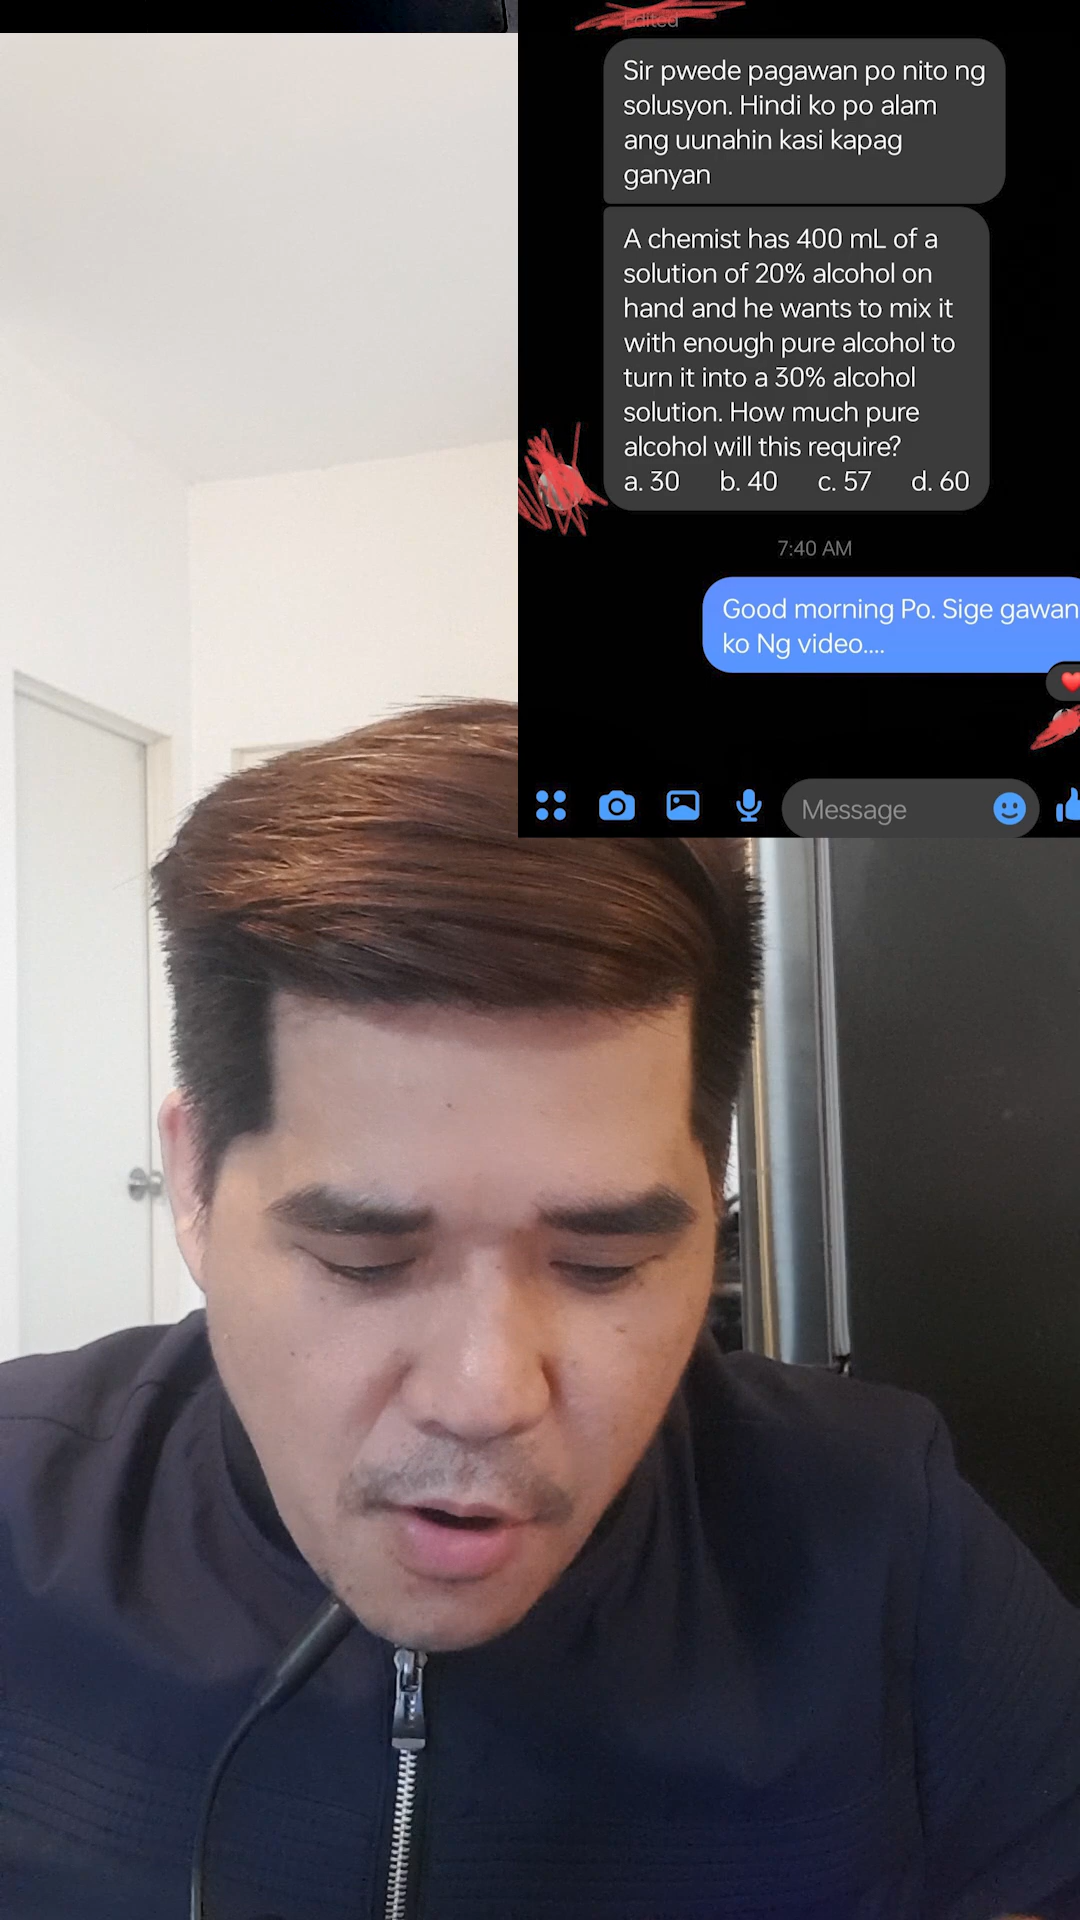 Edited
Sir pwede pagawan po nito ng
solusyon. Hindi ko po alam
ang uunahin kasi kapag
ganyan
A chemist has 400 mL of a
solution of 20% alcohol on
hand and he wants to mix it
with enough pure alcohol to
turn it into a 30% alcohol
solution. How much pure
alcohol will this require?
a. 30 b. 40 c. 57 d. 60
7:40 AM
Good morning Po. Sige gawan
ko Ng video....
Message